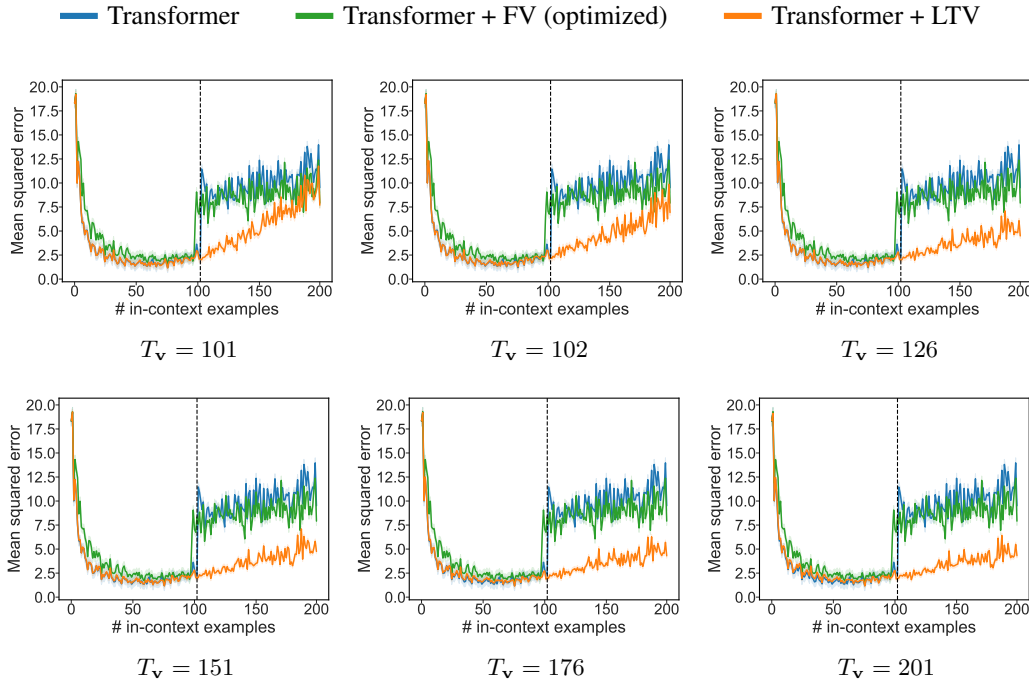 Transformer Transformer + FV (optimized) Transformer + LTV
20.0 20.0 20.0
17.5 17.5 17.5
15.0 15.0 15.0
12.5 12.5 12.5
10.0 10.0 10.0
7.5 7.5 7.5
5.0 5.0 5.0
2.5 2.5 2.5
0.0 0.0 0.0
Mean squared error Mean squared error Mean squared error
0 50 100 150 200 0 50 100 150 200 0 50 100 150 200
# in-context examples # in-context examples # in-context examples
T_v = 101 T_v = 102 T_v = 126
20.0 20.0 20.0
17.5 17.5 17.5
15.0 15.0 15.0
12.5 12.5 12.5
10.0 10.0 10.0
7.5 7.5 7.5
5.0 5.0 5.0
2.5 2.5 2.5
0.0 0.0 0.0
Mean squared error Mean squared error Mean squared error
0 50 100 150 200 0 50 100 150 200 0 50 100 150 200
# in-context examples # in-context examples # in-context examples
T_v = 151 T_v = 176 T_v = 201